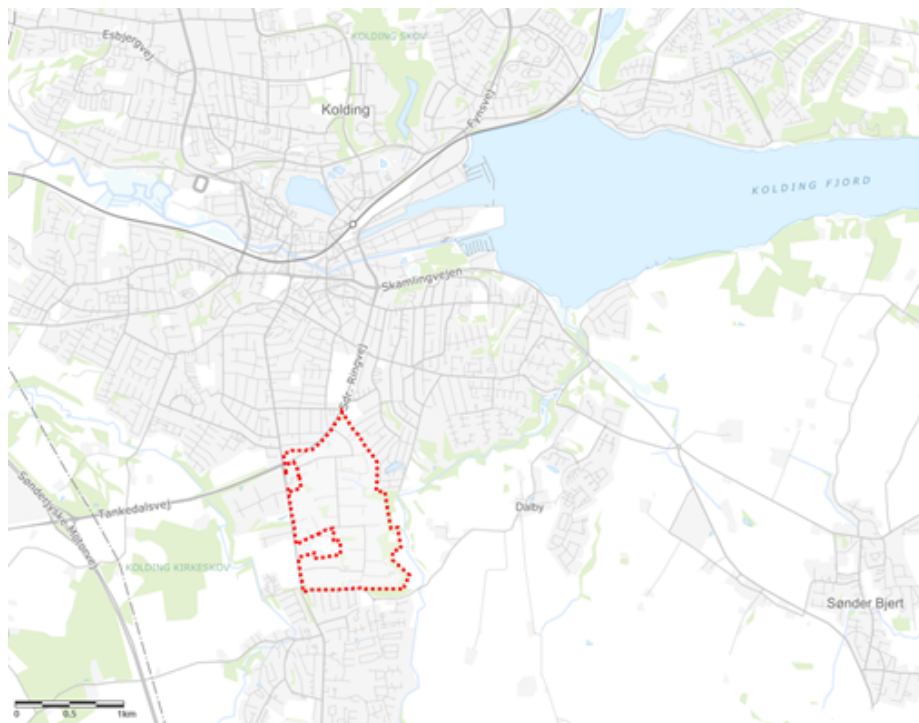 Esbjergvej
KOLDING SKOV
Kolding
Fynsvej
KOLDING FJORD
Skamlingvejen
Sdr. Ringvej
Sønderjyske Motorvej
Tankedalsvej
Dalby
KOLDING KIRKESKOV
Sønder Bjert
0 0.5 1km